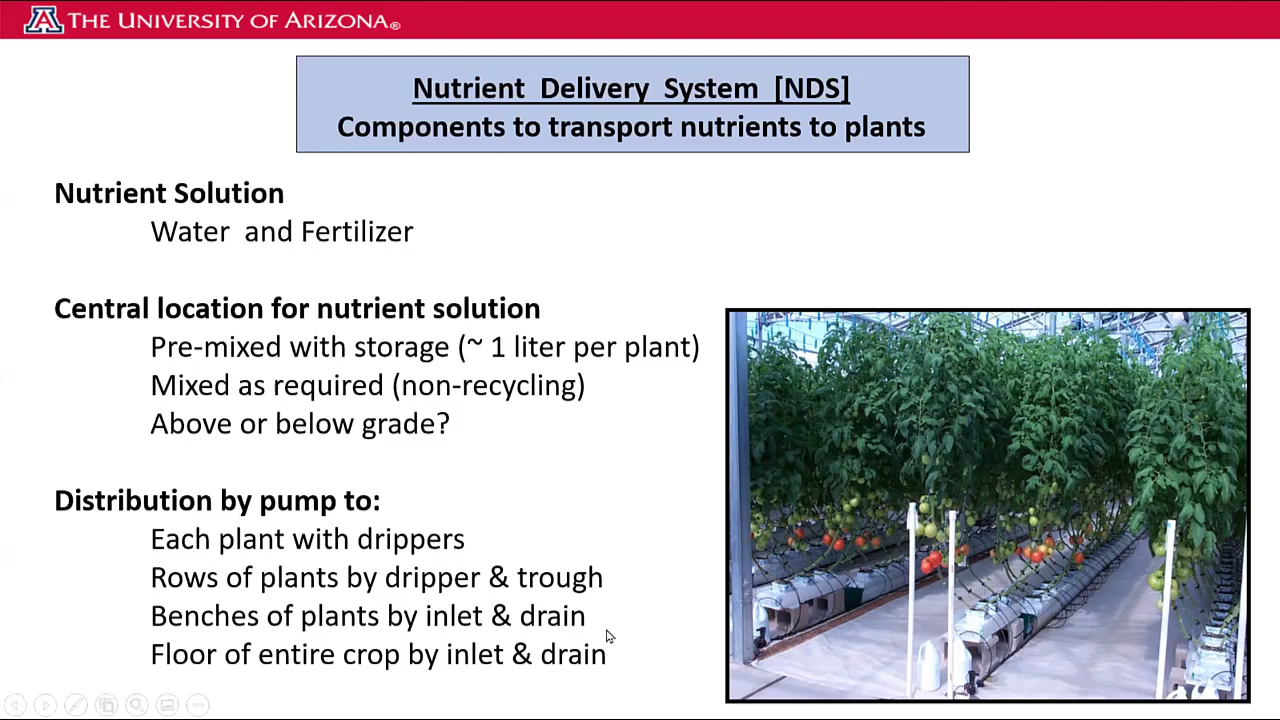 THE UNIVERSITY OF ARIZONA®
Nutrient Delivery System [NDS]
Components to transport nutrients to plants
Nutrient Solution
Water and Fertilizer
Central location for nutrient solution
Pre-mixed with storage (~ 1 liter per plant)
Mixed as required (non-recycling)
Above or below grade?
Distribution by pump to:
Each plant with drippers
Rows of plants by dripper & trough
Benches of plants by inlet & drain
Floor of entire crop by inlet & drain